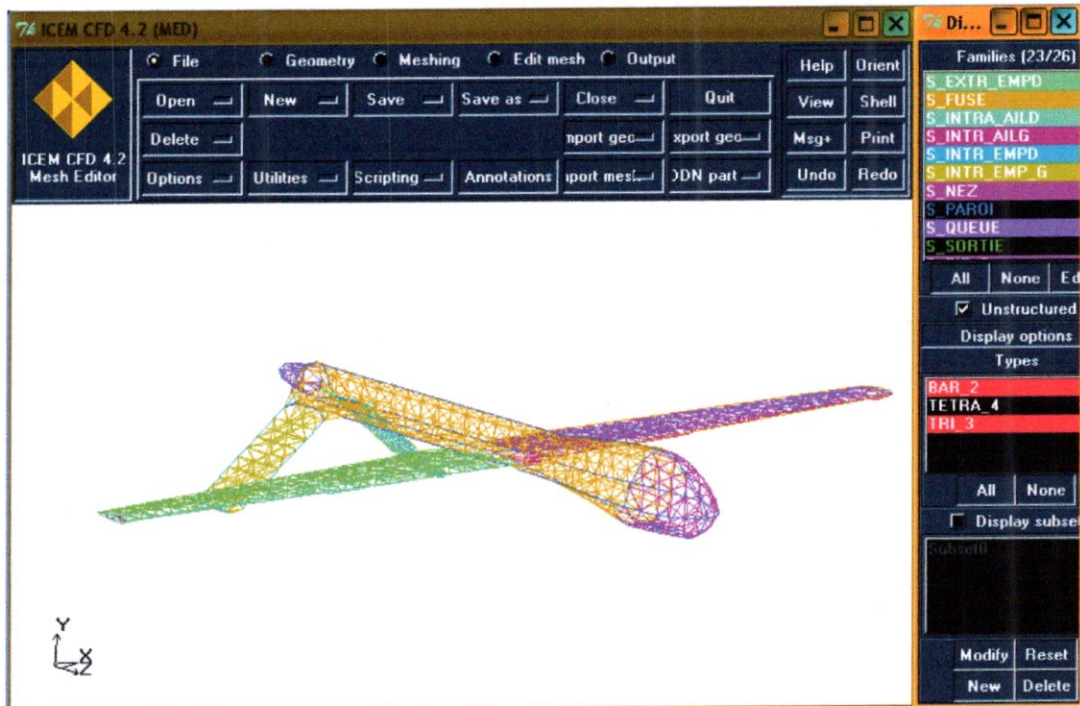 ICEM CFD 4.2 (MED)
File Geometry Meshing Edit mesh Output
Open New Save Save as Close Quit
Delete mport geo xport geo
Options Utilities Scripting Annotations DDN part
ICEM CFD 4.2
Mesh Editor
Help Orient
View Shell
Msg+ Print
Undo Redo
Y
X
Z
Di...
Families (23/26)
S_EXTR_EMPD
S_FUSE
S_INTRA_AILD
S_INTR_AILG
S_INTR_EMPD
S_INTR_EMP_G
S_NEZ
S_PAROI
S_QUEUE
S_SORTIE
All None Ed
Unstructured
Display options
Types
BAR_2
TETRA_4
TRI_3
All None
Display subse
Subset0
Modify Reset
New Delete